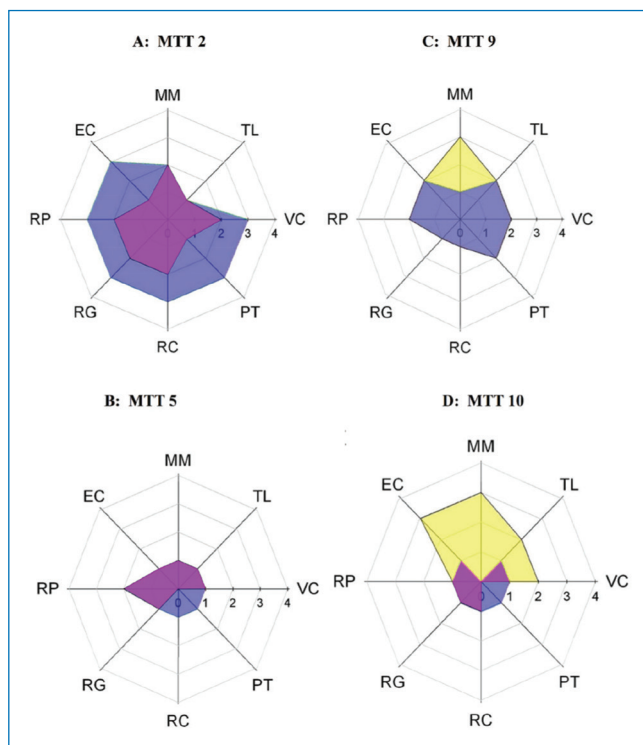 A: MTT 2
MM
TL
EC
RP
0 1 2 3 4
VC
RG
PT
RC
C: MTT 9
MM
TL
EC
RP
0 1 2 3 4
VC
RG
PT
RC
B: MTT 5
MM
TL
EC
RP
0 1 2 3 4
VC
RG
PT
RC
D: MTT 10
MM
TL
EC
RP
0 1 2 3 4
VC
RG
PT
RC